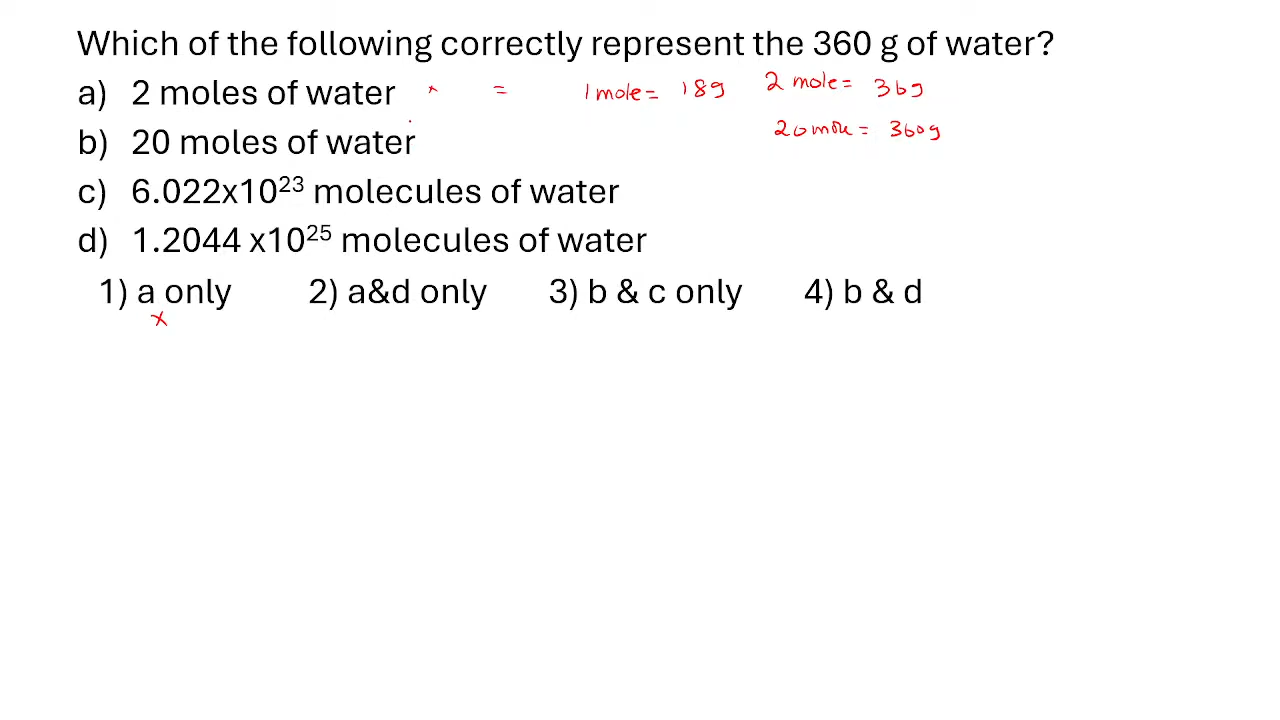 Which of the following correctly represent the 360 g of water?
a) 2 moles of water × = 1 mole = 18g 2 mole = 36g
b) 20 moles of water 20 mole = 360g
c) 6.022x10²³ molecules of water
d) 1.2044 x10²⁵ molecules of water
1) a only 2) a&d only 3) b & c only 4) b & d
×